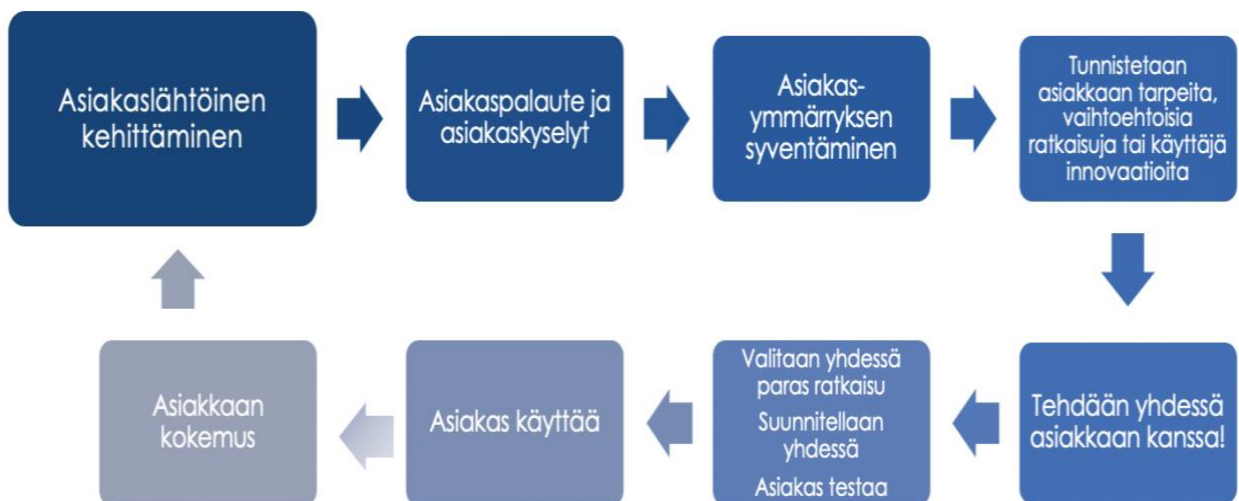 Asiakaslähtöinen
kehittäminen
Asiakaspalaute ja
asiakaskyselyt
Asiakas-
ymmärryksen
syventäminen
Tunnistetaan
asiakkaan tarpeita,
vaihtoehtoisia
ratkaisuja tai käyttäjä
innovaatioita
Tehdään yhdessä
asiakkaan kanssa!
Valitaan yhdessä
paras ratkaisu
Suunnitellaan
yhdessä
Asiakas testaa
Asiakas käyttää
Asiakkaan
kokemus